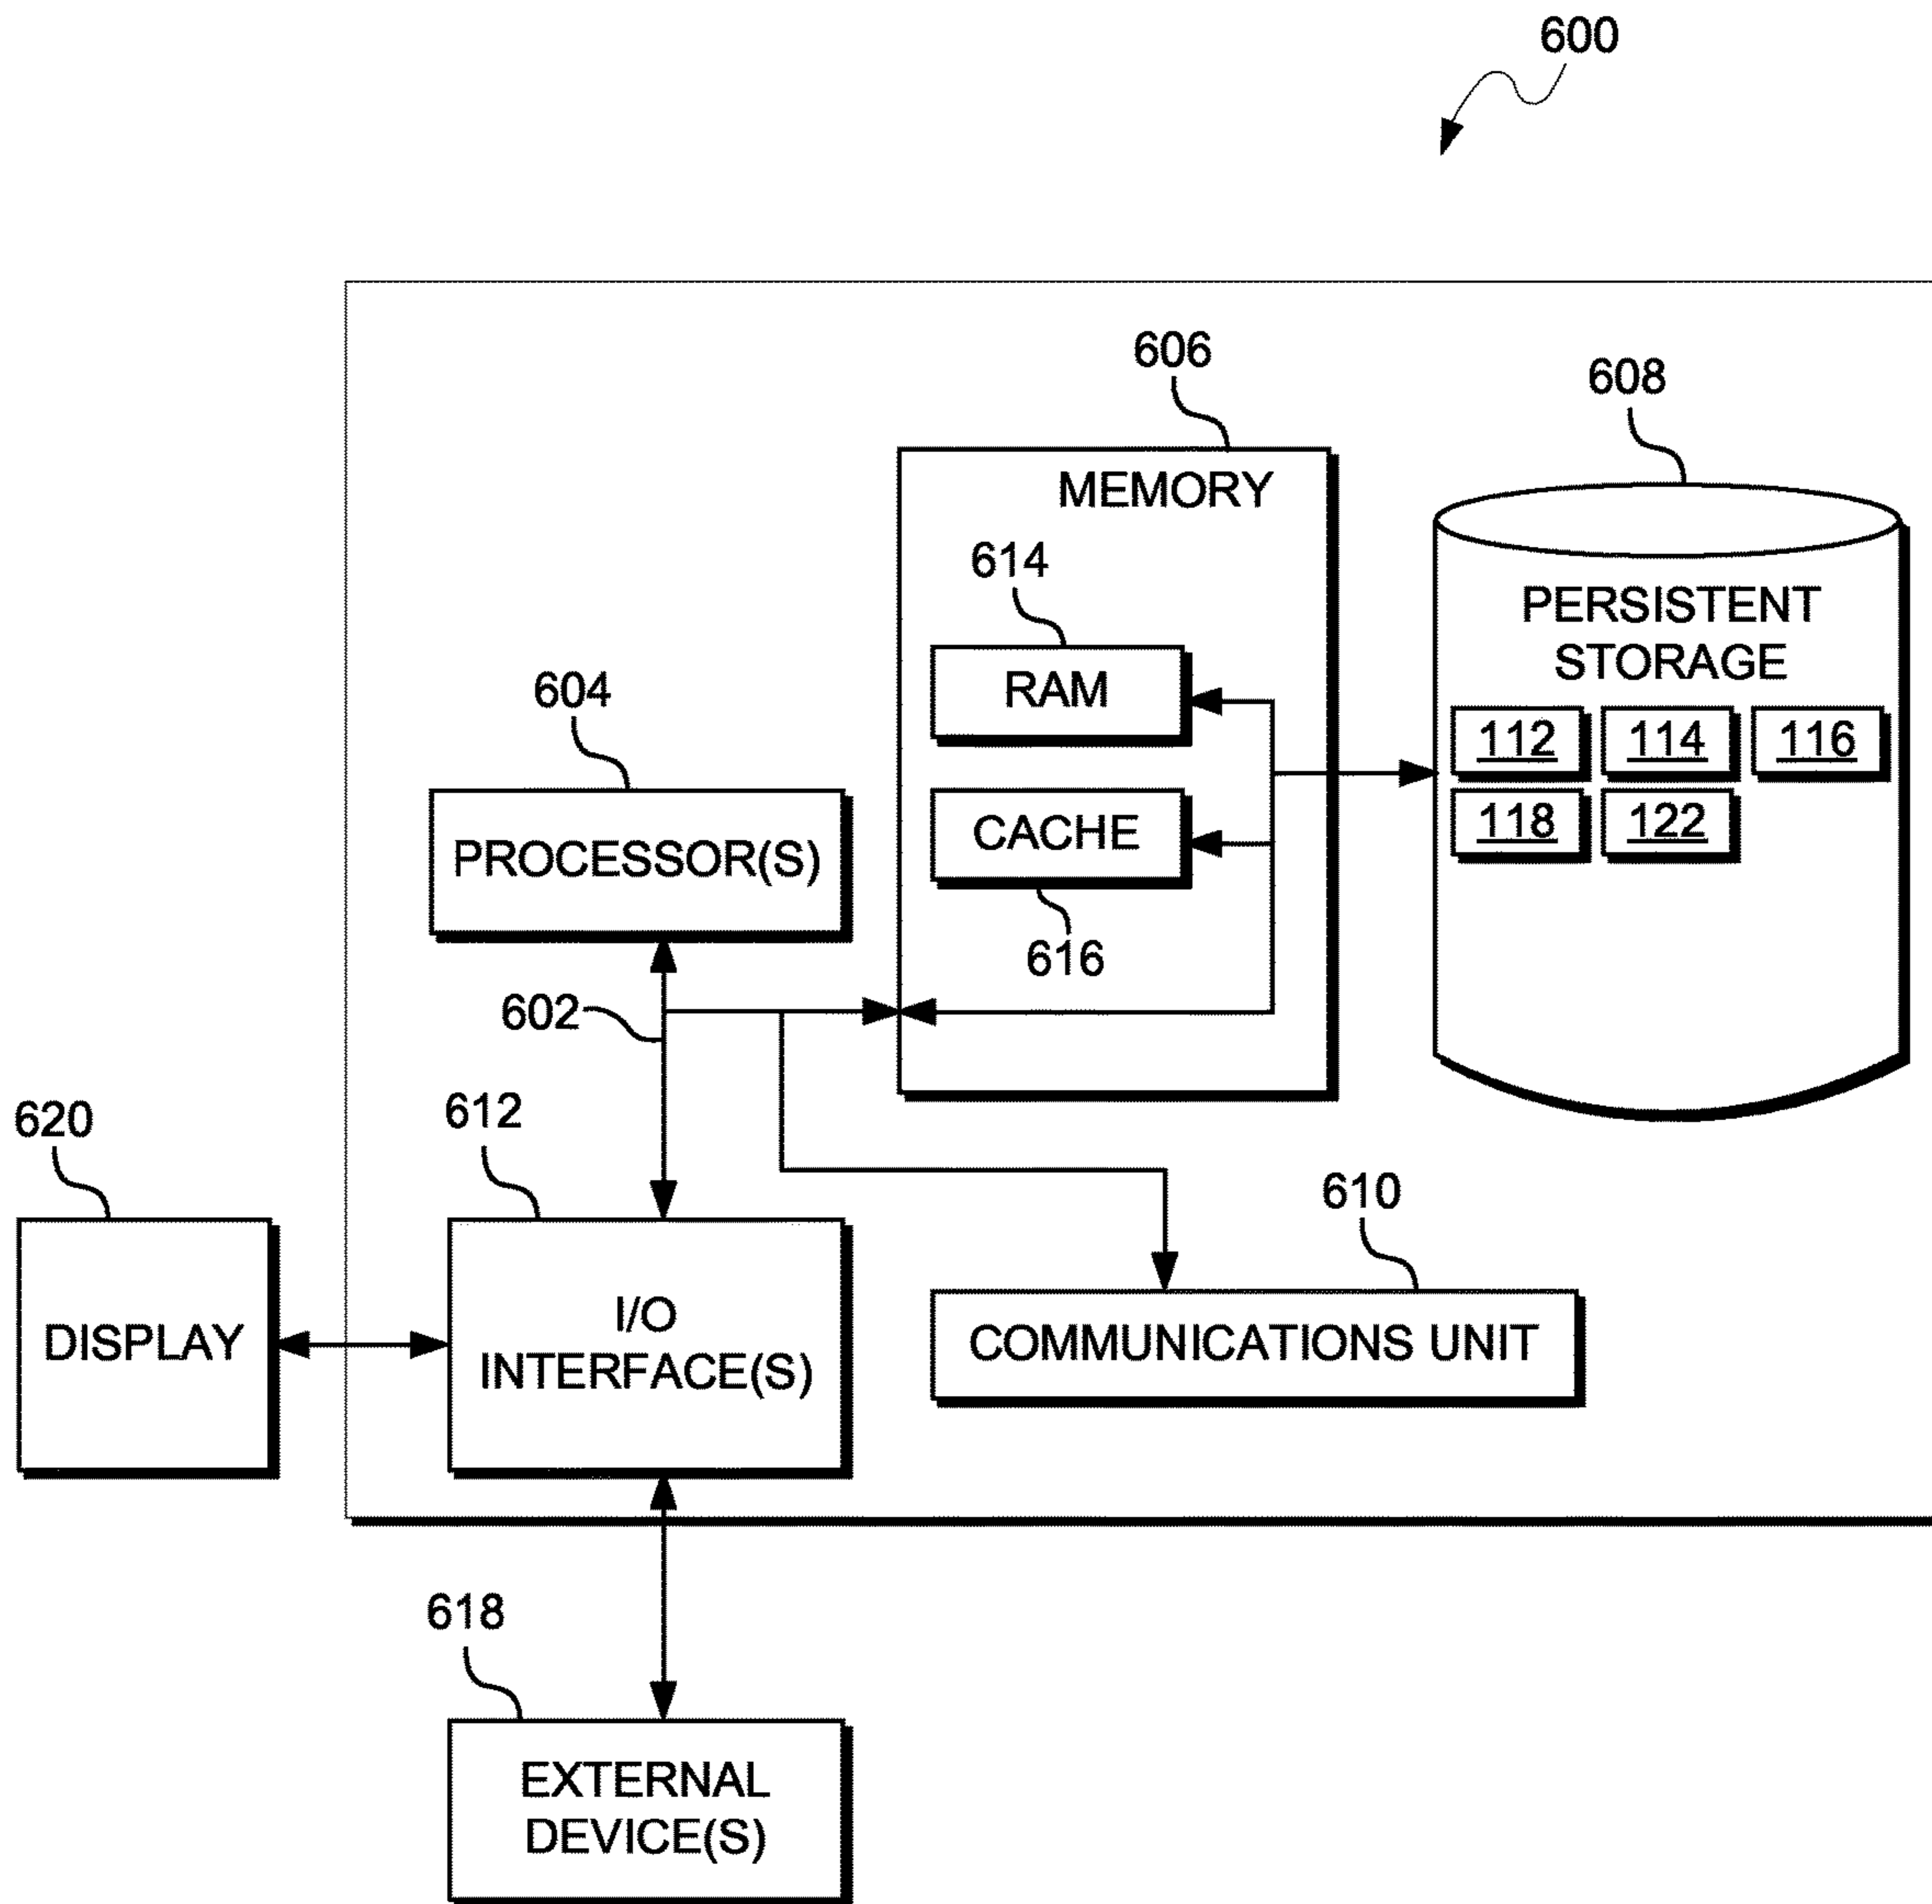 600
606
608
MEMORY
614
PERSISTENT
STORAGE
RAM
604
112 114 116
118 122
CACHE
PROCESSOR(S)
616
602
620
612
610
I/O
INTERFACE(S)
DISPLAY
COMMUNICATIONS UNIT
618
EXTERNAL
DEVICE(S)